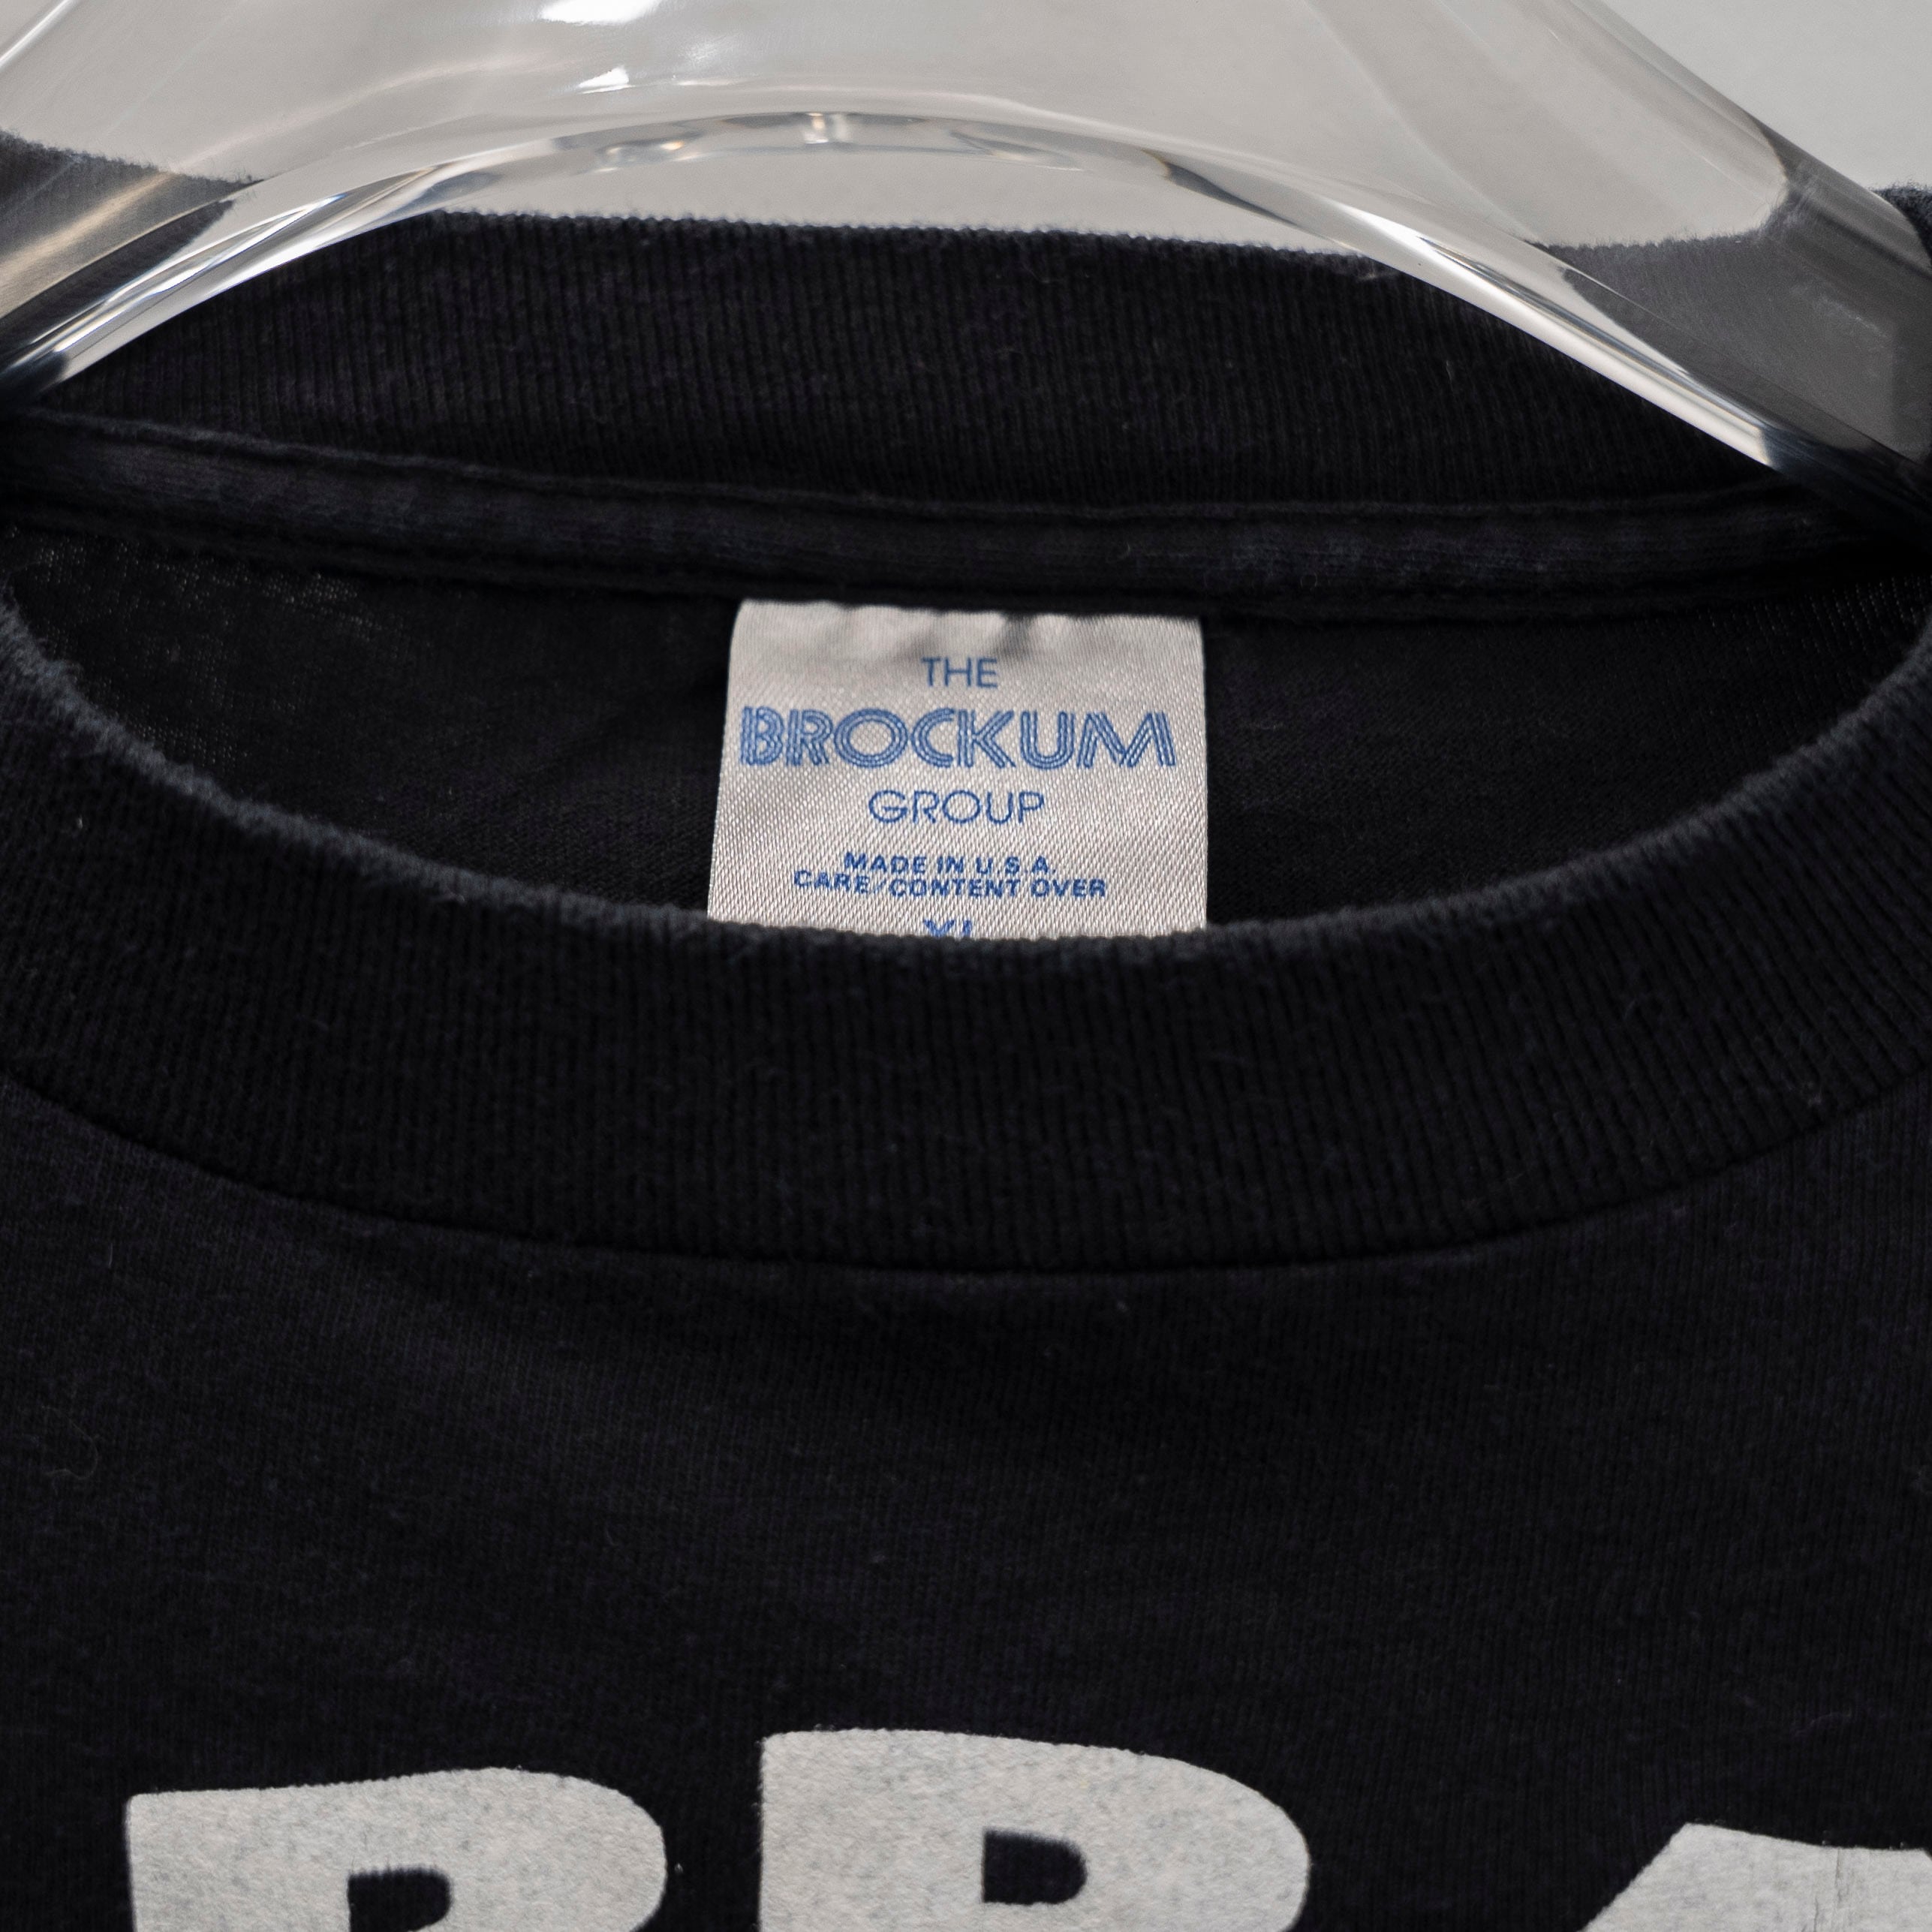 THE
BROCKUM
GROUP
MADE IN U.S.A.
CARE/CONTENT OVER
XL